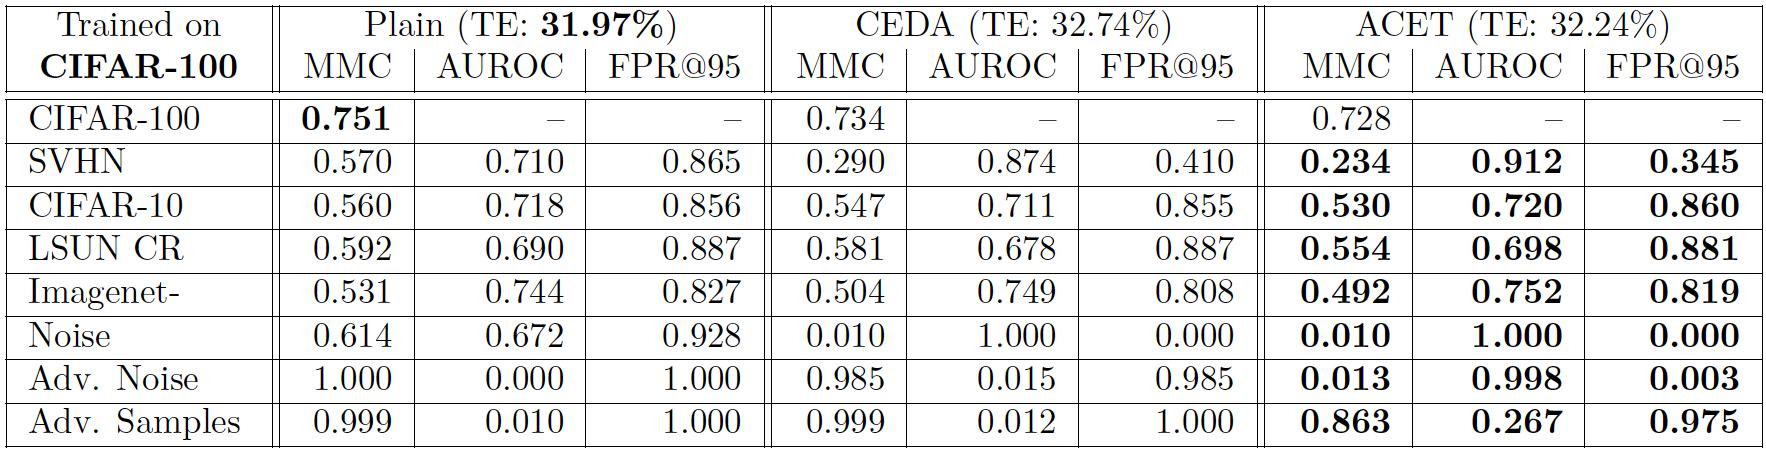 Trained on Plain (TE: 31.97%) CEDA (TE: 32.74%) ACET (TE: 32.24%)
CIFAR-100 MMC AUROC FPR@95 MMC AUROC FPR@95 MMC AUROC FPR@95
CIFAR-100 0.751 – – 0.734 – – 0.728 – –
SVHN 0.570 0.710 0.865 0.290 0.874 0.410 0.234 0.912 0.345
CIFAR-10 0.560 0.718 0.856 0.547 0.711 0.855 0.530 0.720 0.860
LSUN CR 0.592 0.690 0.887 0.581 0.678 0.887 0.554 0.698 0.881
Imagenet- 0.531 0.744 0.827 0.504 0.749 0.808 0.492 0.752 0.819
Noise 0.614 0.672 0.928 0.010 1.000 0.000 0.010 1.000 0.000
Adv. Noise 1.000 0.000 1.000 0.985 0.015 0.985 0.013 0.998 0.003
Adv. Samples 0.999 0.010 1.000 0.999 0.012 1.000 0.863 0.267 0.975